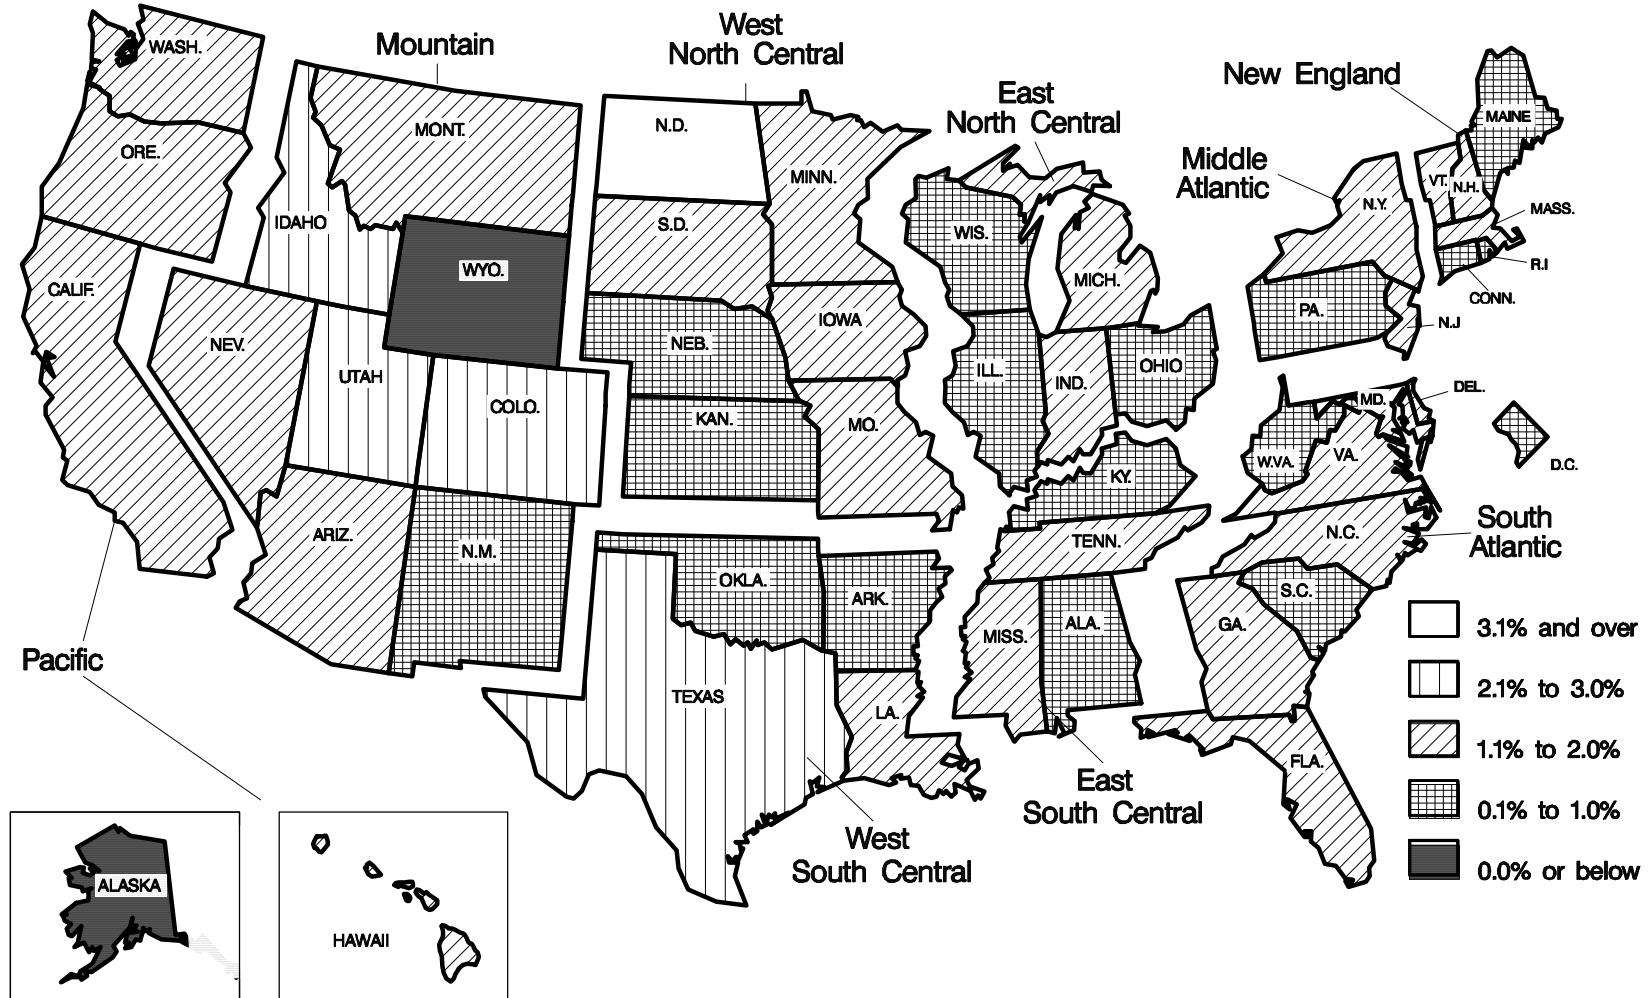 West
North Central
Mountain
East
North Central
New England
Middle
Atlantic
WASH.
ORE.
CALIF.
NEV.
IDAHO
MONT.
WYO.
UTAH
COLO.
ARIZ.
N.M.
N.D.
S.D.
NEB.
KAN.
OKLA.
TEXAS
MINN.
IOWA
MO.
ARK.
LA.
WIS.
ILL.
MICH.
IND.
OHIO
KY.
TENN.
MISS.
ALA.
MAINE
VT.
N.H.
MASS.
R.I
CONN.
N.Y.
PA.
N.J
DEL.
MD.
D.C.
W.VA.
VA.
N.C.
S.C.
GA.
FLA.
South
Atlantic
Pacific
East
South Central
West
South Central
ALASKA
HAWAII
3.1% and over
2.1% to 3.0%
1.1% to 2.0%
0.1% to 1.0%
0.0% or below